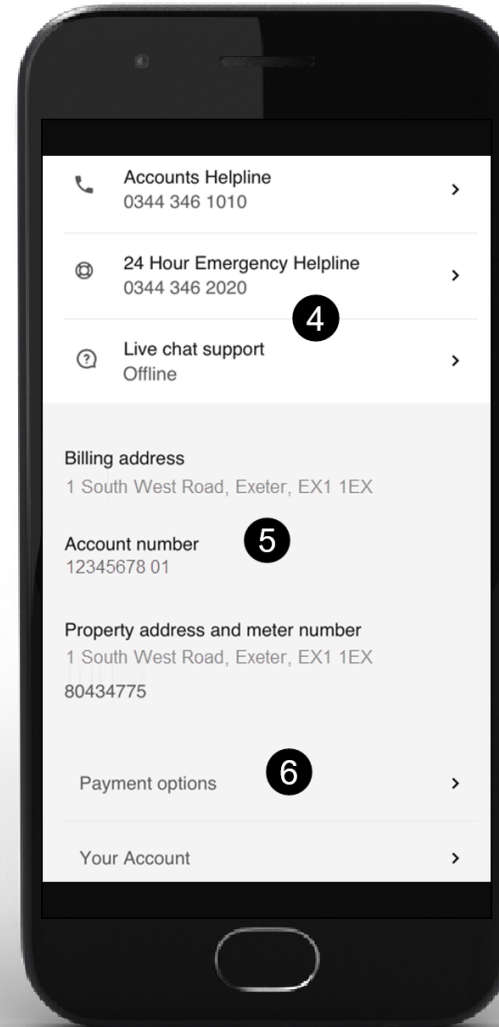 Accounts Helpline
0344 346 1010
24 Hour Emergency Helpline
0344 346 2020
4
Live chat support
Offline
Billing address
1 South West Road, Exeter, EX1 1EX
Account number
5
12345678 01
Property address and meter number
1 South West Road, Exeter, EX1 1EX
80434775
6
Payment options
Your Account